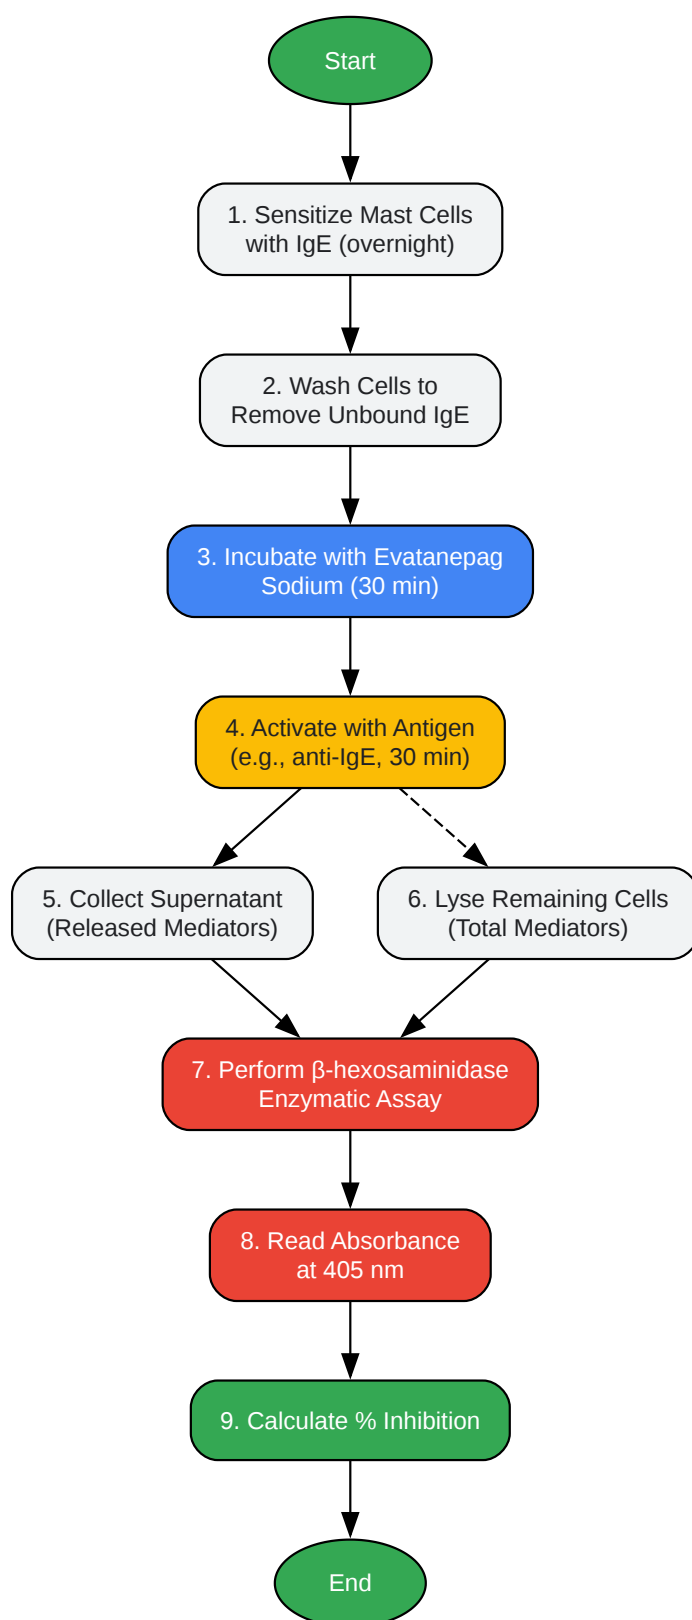 Start
1. Sensitize Mast Cells
with IgE (overnight)
2. Wash Cells to
Remove Unbound IgE
3. Incubate with Evatanepag
Sodium (30 min)
4. Activate with Antigen
(e.g., anti-IgE, 30 min)
5. Collect Supernatant
(Released Mediators)
6. Lyse Remaining Cells
(Total Mediators)
7. Perform β-hexosaminidase
Enzymatic Assay
8. Read Absorbance
at 405 nm
9. Calculate % Inhibition
End